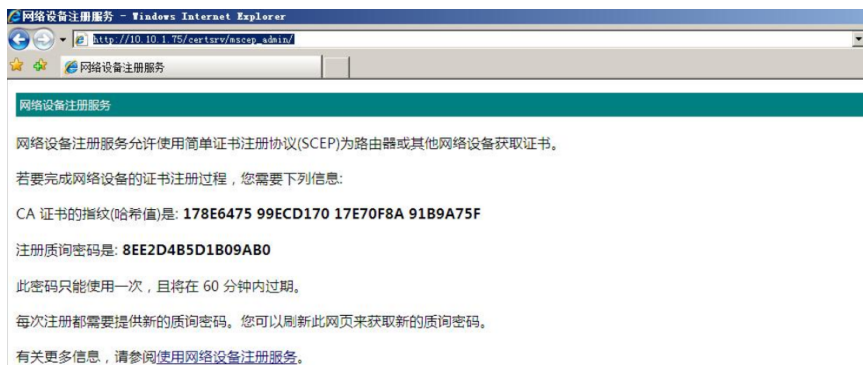 网络设备注册服务 - Windows Internet Explorer
http://10.10.1.75/certsrv/mscep_admin/
网络设备注册服务
网络设备注册服务
网络设备注册服务允许使用简单证书注册协议(SCEP)为路由器或其他网络设备获取证书。
若要完成网络设备的证书注册过程，您需要下列信息:
CA 证书的指纹(哈希值)是: 178E6475 99ECD170 17E70F8A 91B9A75F
注册质询密码是: 8EE2D4B5D1B09AB0
此密码只能使用一次，且将在 60 分钟内过期。
每次注册都需要提供新的质询密码。您可以刷新此网页来获取新的质询密码。
有关更多信息，请参阅使用网络设备注册服务。